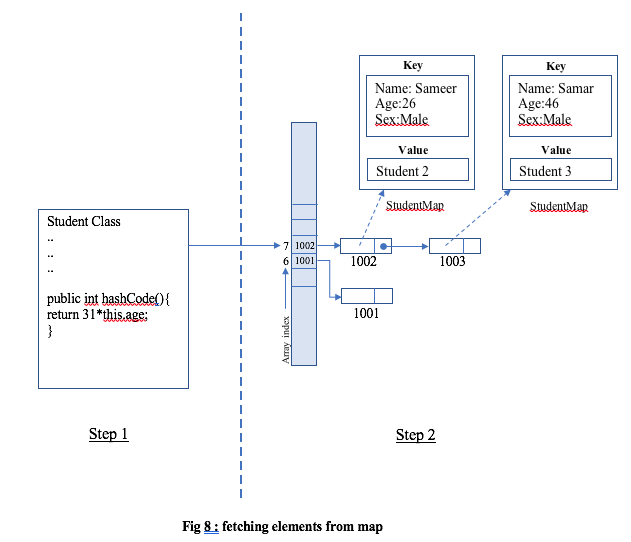 Student Class
..
..
..
public int hashCode(){
return 31*this.age;
}
Step 1
Key
Name: Sameer
Age:26
Sex:Male
Value
Student 2
StudentMap
Key
Name: Samar
Age:46
Sex:Male
Value
Student 3
StudentMap
7 1002
6 1001
1002
1003
1001
Array index
Step 2
Fig 8 : fetching elements from map